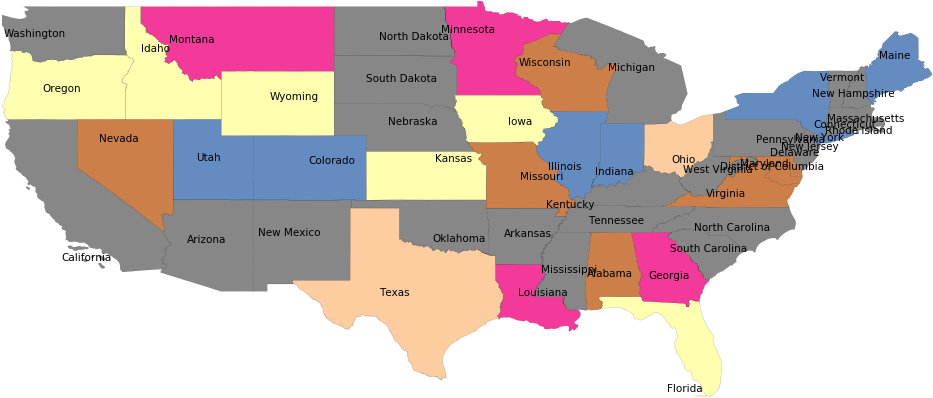 Washington
Idaho
Montana
North Dakota
Minnesota
Wisconsin
Michigan
Maine
Oregon
Wyoming
South Dakota
Vermont
New Hampshire
Nebraska
Iowa
Massachusetts
Connecticut
Rhode Island
Nevada
Utah
Colorado
Kansas
Illinois
Indiana
Ohio
Pennsylvania
New York
New Jersey
Delaware
Maryland
District of Columbia
West Virginia
Missouri
Kentucky
Virginia
California
Arizona
New Mexico
Oklahoma
Arkansas
Tennessee
North Carolina
South Carolina
Texas
Louisiana
Mississippi
Alabama
Georgia
Florida